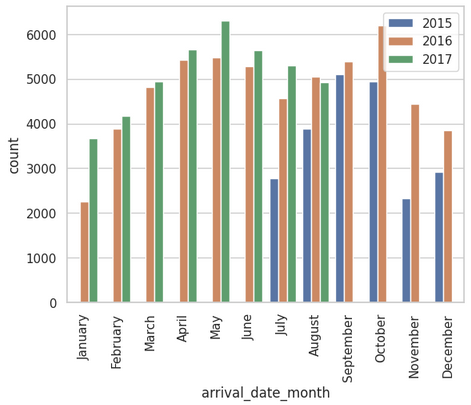 2015
2016
2017
6000
5000
4000
3000
2000
1000
0
count
January
February
March
April
May
June
July
August
September
October
November
December
arrival_date_month